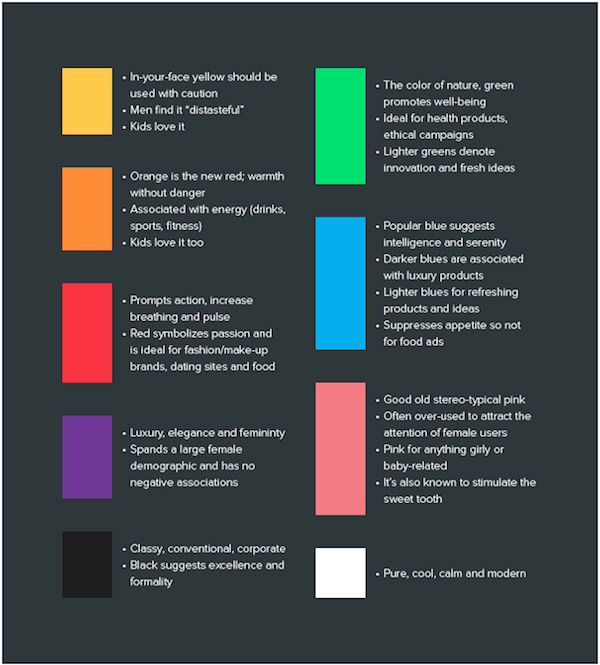 • In-your-face yellow should be
used with caution
• Men find it “distasteful”
• Kids love it
• Orange is the new red; warmth
without danger
• Associated with energy (drinks,
sports, fitness)
• Kids love it too
• Prompts action, increase
breathing and pulse
• Red symbolizes passion and
is ideal for fashion/make-up
brands, dating sites and food
• Luxury, elegance and femininty
• Spands a large female
demographic and has no
negative associations
• Classy, conventional, corporate
• Black suggests excellence and
formality
• The color of nature, green
promotes well-being
• Ideal for health products,
ethical campaigns
• Lighter greens denote
innovation and fresh ideas
• Popular blue suggests
intelligence and serenity
• Darker blues are associated
with luxury products
• Lighter blues for refreshing
products and ideas
• Suppresses appetite so not
for food ads
• Good old stereo-typical pink
• Often over-used to attract the
attention of female users
• Pink for anything girly or
baby-related
• It’s also known to stimulate the
sweet tooth
• Pure, cool, calm and modern